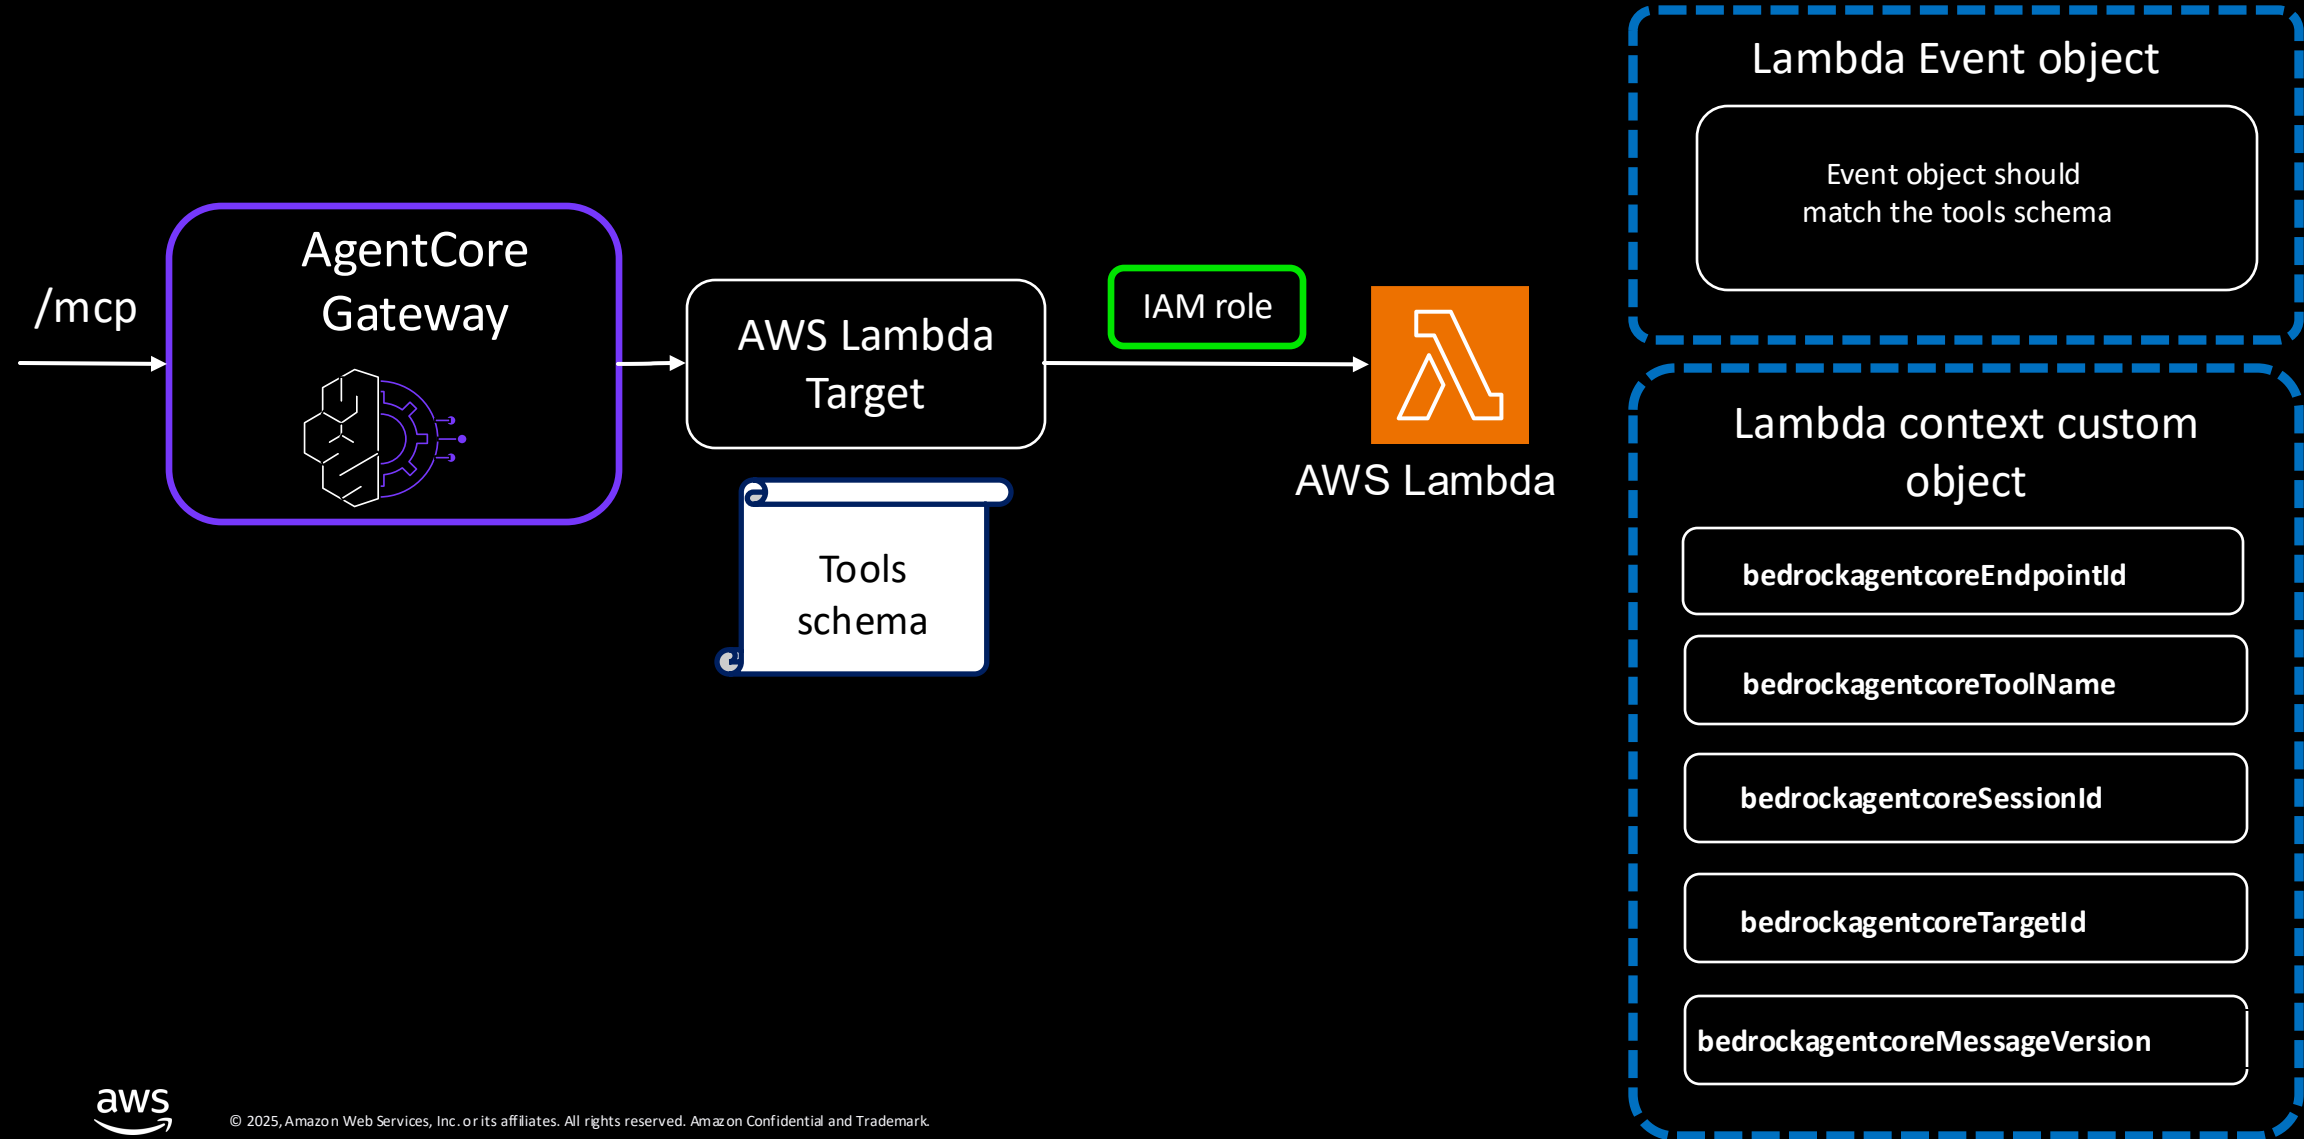 /mcp
AgentCore
Gateway
AWS Lambda
Target
Tools
schema
IAM role
AWS Lambda
Lambda Event object
Event object should
match the tools schema
Lambda context custom
object
bedrockagentcoreEndpointId
bedrockagentcoreToolName
bedrockagentcoreSessionId
bedrockagentcoreTargetId
bedrockagentcoreMessageVersion
aws
© 2025, Amazon Web Services, Inc. or its affiliates. All rights reserved. Amazon Confidential and Trademark.